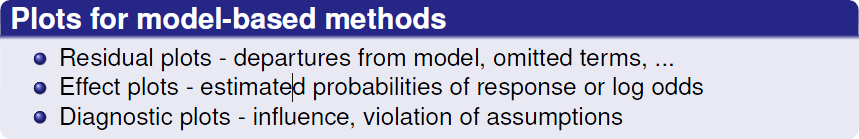 Plots for model-based methods
Residual plots - departures from model, omitted terms, ...
Effect plots - estimated probabilities of response or log odds
Diagnostic plots - influence, violation of assumptions